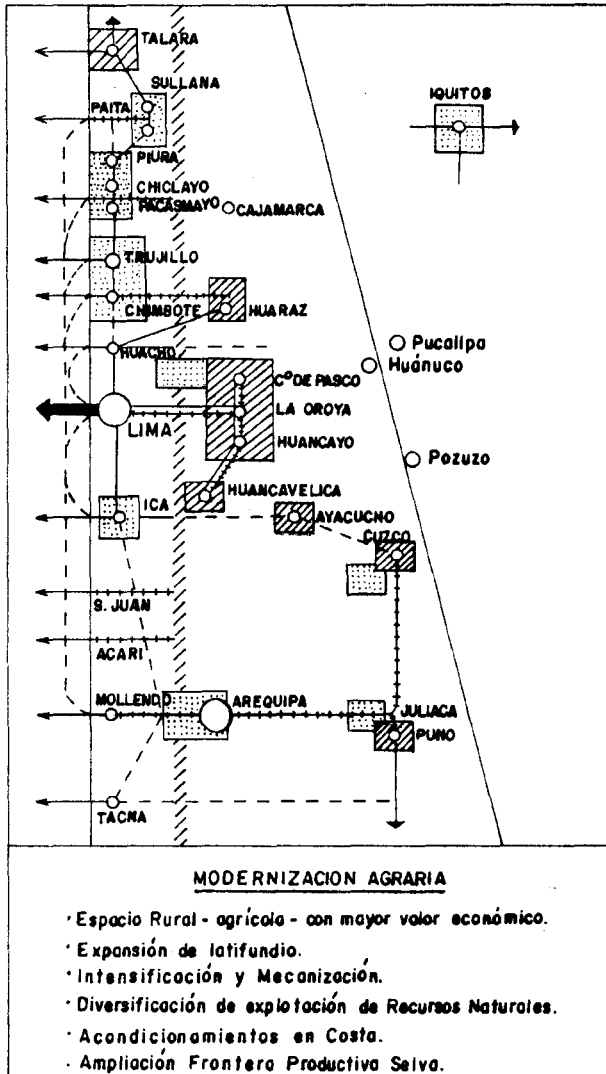 TALARA
SULLANA
PAITA
IQUITOS
PIURA
CHICLAYO
PACASMAYO
CAJAMARCA
TRUJILLO
CHIMBOTE
HUARAZ
HUACHO
Pucallpa
Huánuco
Cº DE PASCO
LIMA
LA OROYA
HUANCAYO
Pozuzo
HUANCAVELICA
ICA
AYACUCHO
CUZCO
S. JUAN
ACARI
MOLLENDO
AREQUIPA
JULIACA
PUNO
TACNA
MODERNIZACION AGRARIA
· Espacio Rural - agrícola - con mayor valor económico.
· Expansión de latifundio.
· Intensificación y Mecanización.
· Diversificación de explotación de Recursos Naturales.
· Acondicionamientos en Costa.
. Ampliación Frontera Productiva Selva.